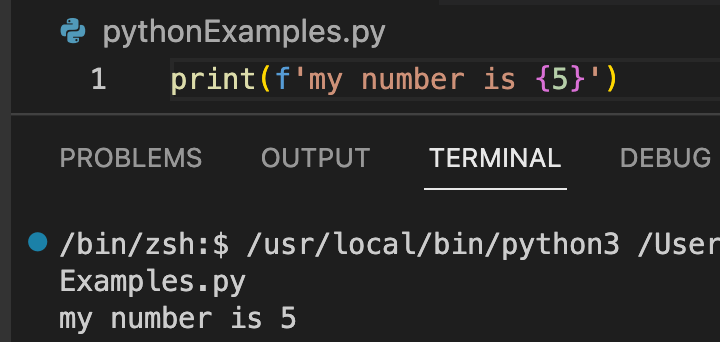 pythonExamples.py
1 print(f'my number is {5}')
PROBLEMS OUTPUT TERMINAL DEBUG
/bin/zsh:$ /usr/local/bin/python3 /User
Examples.py
my number is 5